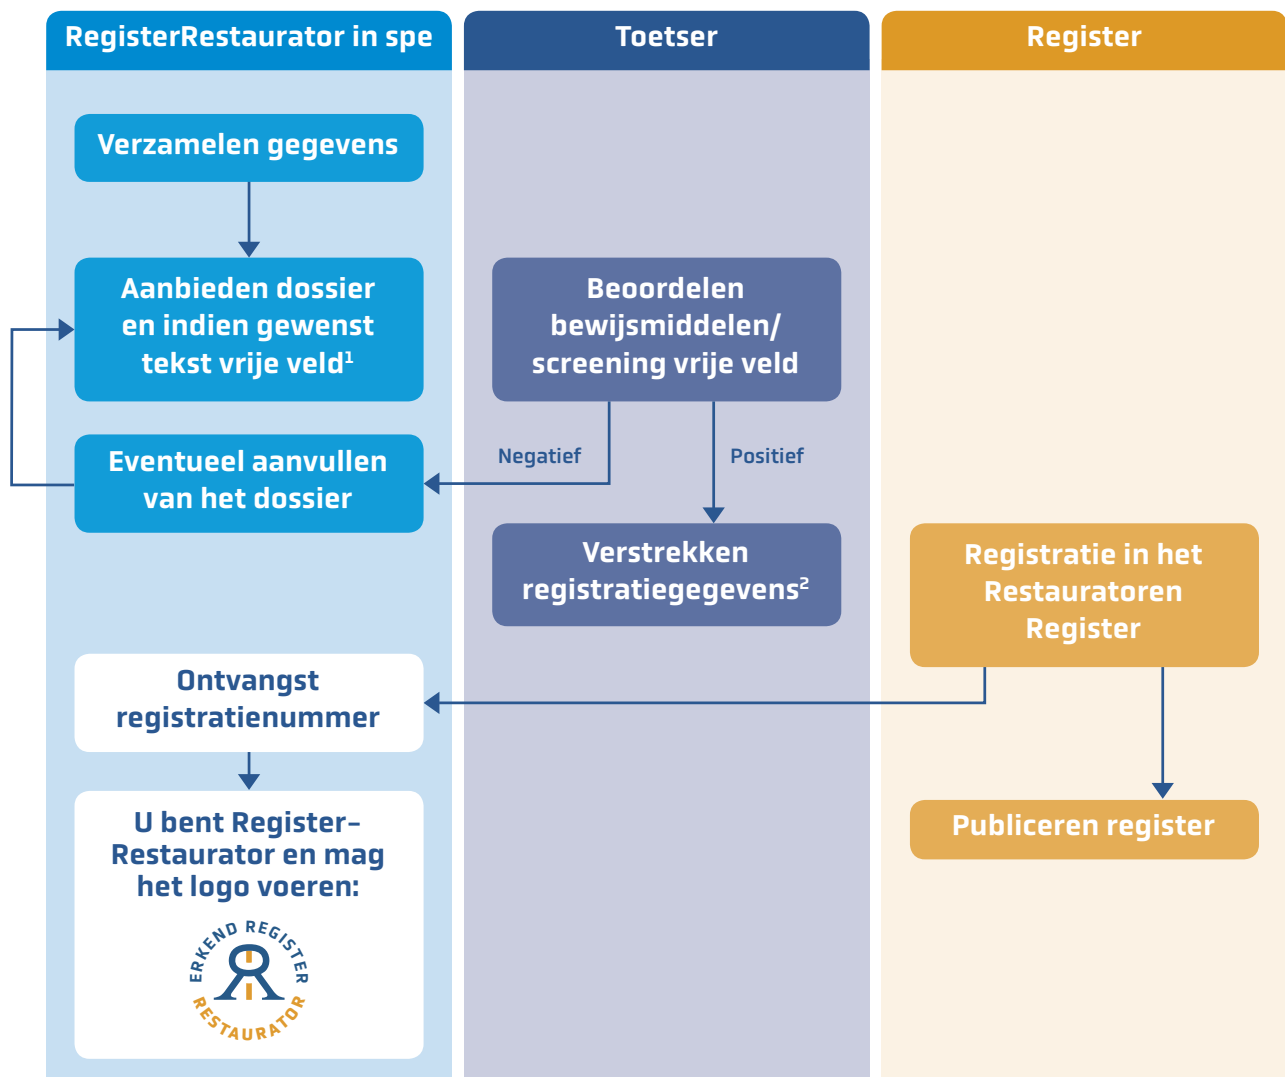 RegisterRestaurator in spe
Toetser
Register
Verzamelen gegevens
Aanbieden dossier
en indien gewenst
tekst vrije veld¹
Beoordelen
bewijsmiddelen/
screening vrije veld
Eventueel aanvullen
van het dossier
Negatief
Positief
Verstrekken
registratiegegevens²
Registratie in het
Restauratoren
Register
Ontvangst
registratienummer
U bent Register–
Restaurator en mag
het logo voeren:
ERKEND REGISTER
RESTAURATOR
Publiceren register